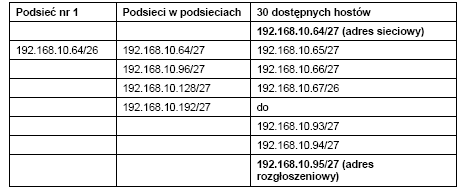 Podsieć nr 1 Podsieci w podsieciach 30 dostępnych hostów
192.168.10.64/27 (adres sieciowy)
192.168.10.64/26 192.168.10.64/27 192.168.10.65/27
192.168.10.96/27 192.168.10.66/27
192.168.10.128/27 192.168.10.67/26
192.168.10.192/27 do
192.168.10.93/27
192.168.10.94/27
192.168.10.95/27 (adres
rozgłoszeniowy)